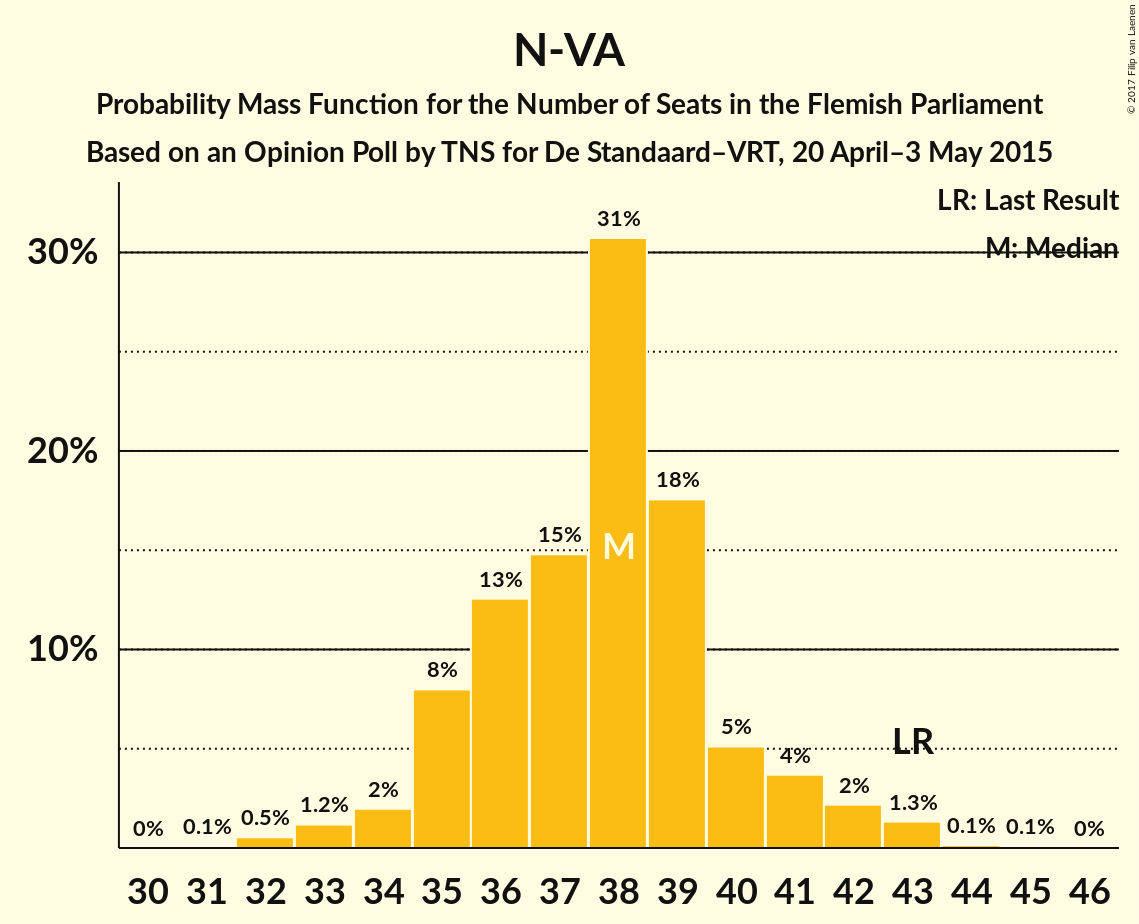 N-VA
Probability Mass Function for the Number of Seats in the Flemish Parliament
Based on an Opinion Poll by TNS for De Standaard–VRT, 20 April–3 May 2015
© 2017 Filip van Laenen
LR: Last Result
M: Median
30%
20%
10%
0%
0.1%
0.5%
1.2%
2%
8%
13%
15%
31%
M
18%
5%
4%
2%
LR
1.3%
0.1%
0.1%
0%
30 31 32 33 34 35 36 37 38 39 40 41 42 43 44 45 46